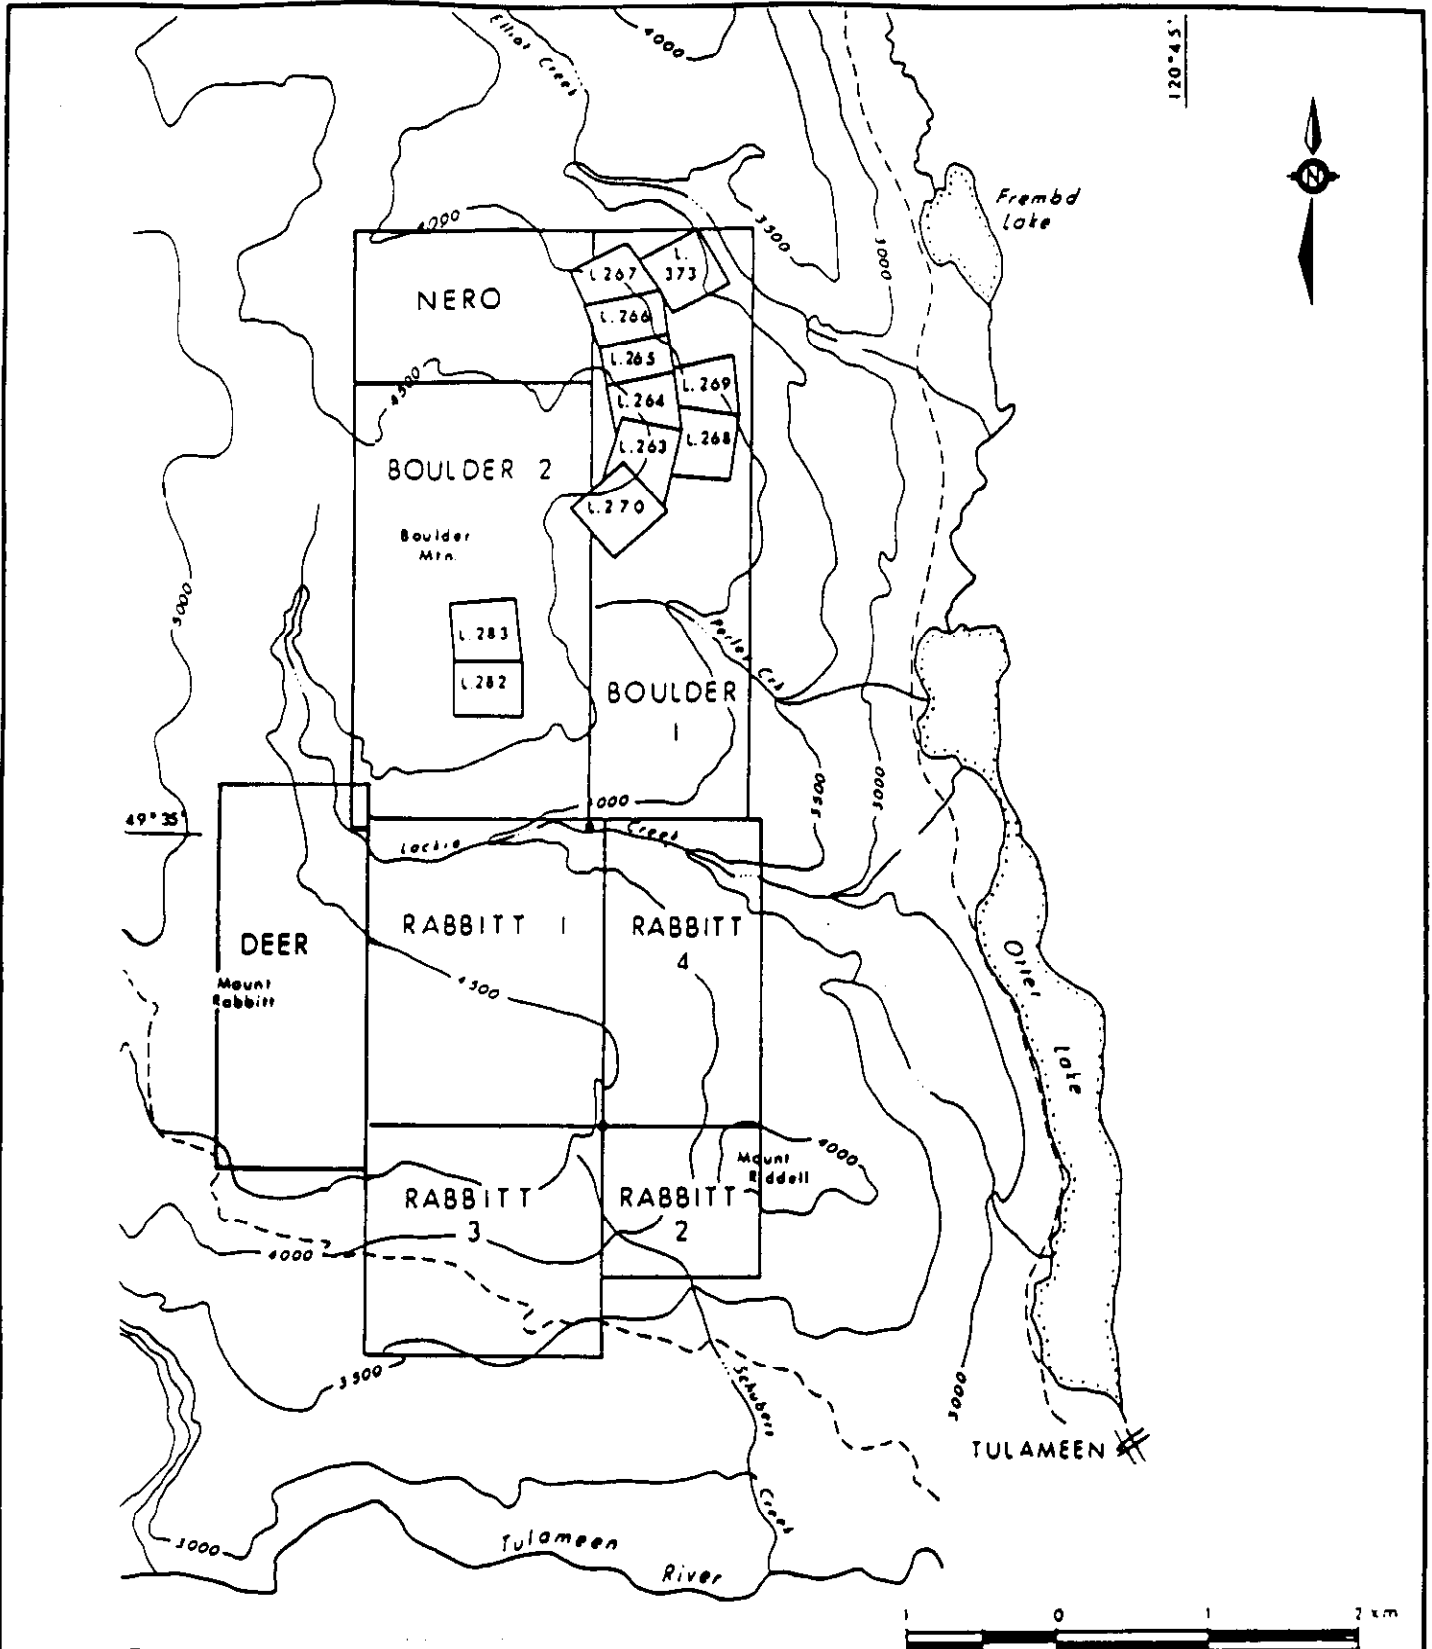 Elliot Creek
4000
120°45'
N
Frembd
Lake
4000
3500
3000
L.
373
L.267
NERO
L.266
L.265
4500
L.269
L.264
L.268
L.263
BOULDER 2
L.270
Boulder
Mtn.
5000
L.283
L.282
Crk
BOULDER
1
3500
3000
49°35'
Lockie
Creek
RABBITT 1
RABBITT
4
DEER
Mount
Rabbitt
4500
Otter
Lake
4000
Mount
Riddell
RABBITT
3
RABBITT
2
4000
3500
3000
Schubert
Creek
TULAMEEN
3000
Tulameen
River
1
0
1
2 km